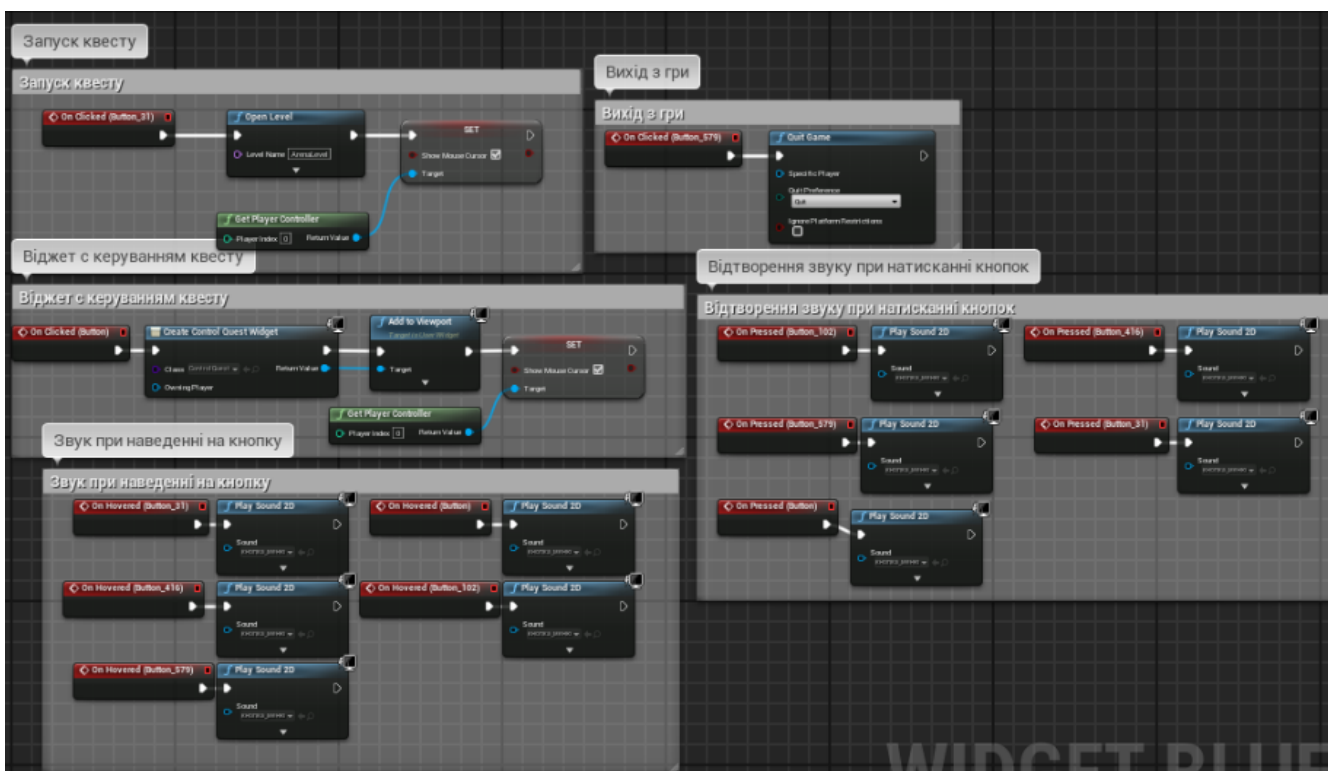 Запуск квесту
Запуск квесту
On Clicked (Button_31)
Open Level
Level Name ArenaLevel
SET
Show Mouse Cursor
Target
Get Player Controller
Player Index 0 Return Value
Вихід з гри
Вихід з гри
On Clicked (Button_579)
Quit Game
Specific Player
Quit Preference
Quit
Ignore Platform Restrictions
Віджет с керуванням квесту
Віджет с керуванням квесту
On Clicked (Button)
Create Control Quest Widget
Class Return Value
Owning Player
Add to Viewport
Target is User Widget
Target
SET
Show Mouse Cursor
Target
Get Player Controller
Player Index 0 Return Value
Відтворення звуку при натисканні кнопок
Відтворення звуку при натисканні кнопок
On Pressed (Button_102)
Play Sound 2D
Sound
On Pressed (Button_416)
Play Sound 2D
Sound
On Pressed (Button_579)
Play Sound 2D
Sound
On Pressed (Button_31)
Play Sound 2D
Sound
On Pressed (Button)
Play Sound 2D
Sound
Звук при наведенні на кнопку
Звук при наведенні на кнопку
On Hovered (Button_31)
Play Sound 2D
Sound
On Hovered (Button)
Play Sound 2D
Sound
On Hovered (Button_416)
Play Sound 2D
Sound
On Hovered (Button_102)
Play Sound 2D
Sound
On Hovered (Button_579)
Play Sound 2D
Sound
WIDGET BLUE